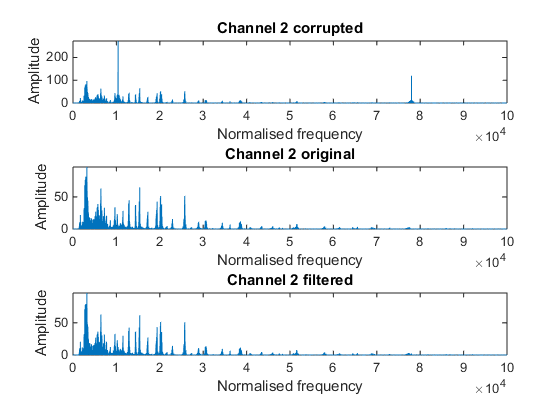 Channel 2 corrupted
Amplitude
200
100
0
0 1 2 3 4 5 6 7 8 9 10
Normalised frequency
×10^4
Channel 2 original
Amplitude
50
0
0 1 2 3 4 5 6 7 8 9 10
Normalised frequency
×10^4
Channel 2 filtered
Amplitude
50
0
0 1 2 3 4 5 6 7 8 9 10
Normalised frequency
×10^4